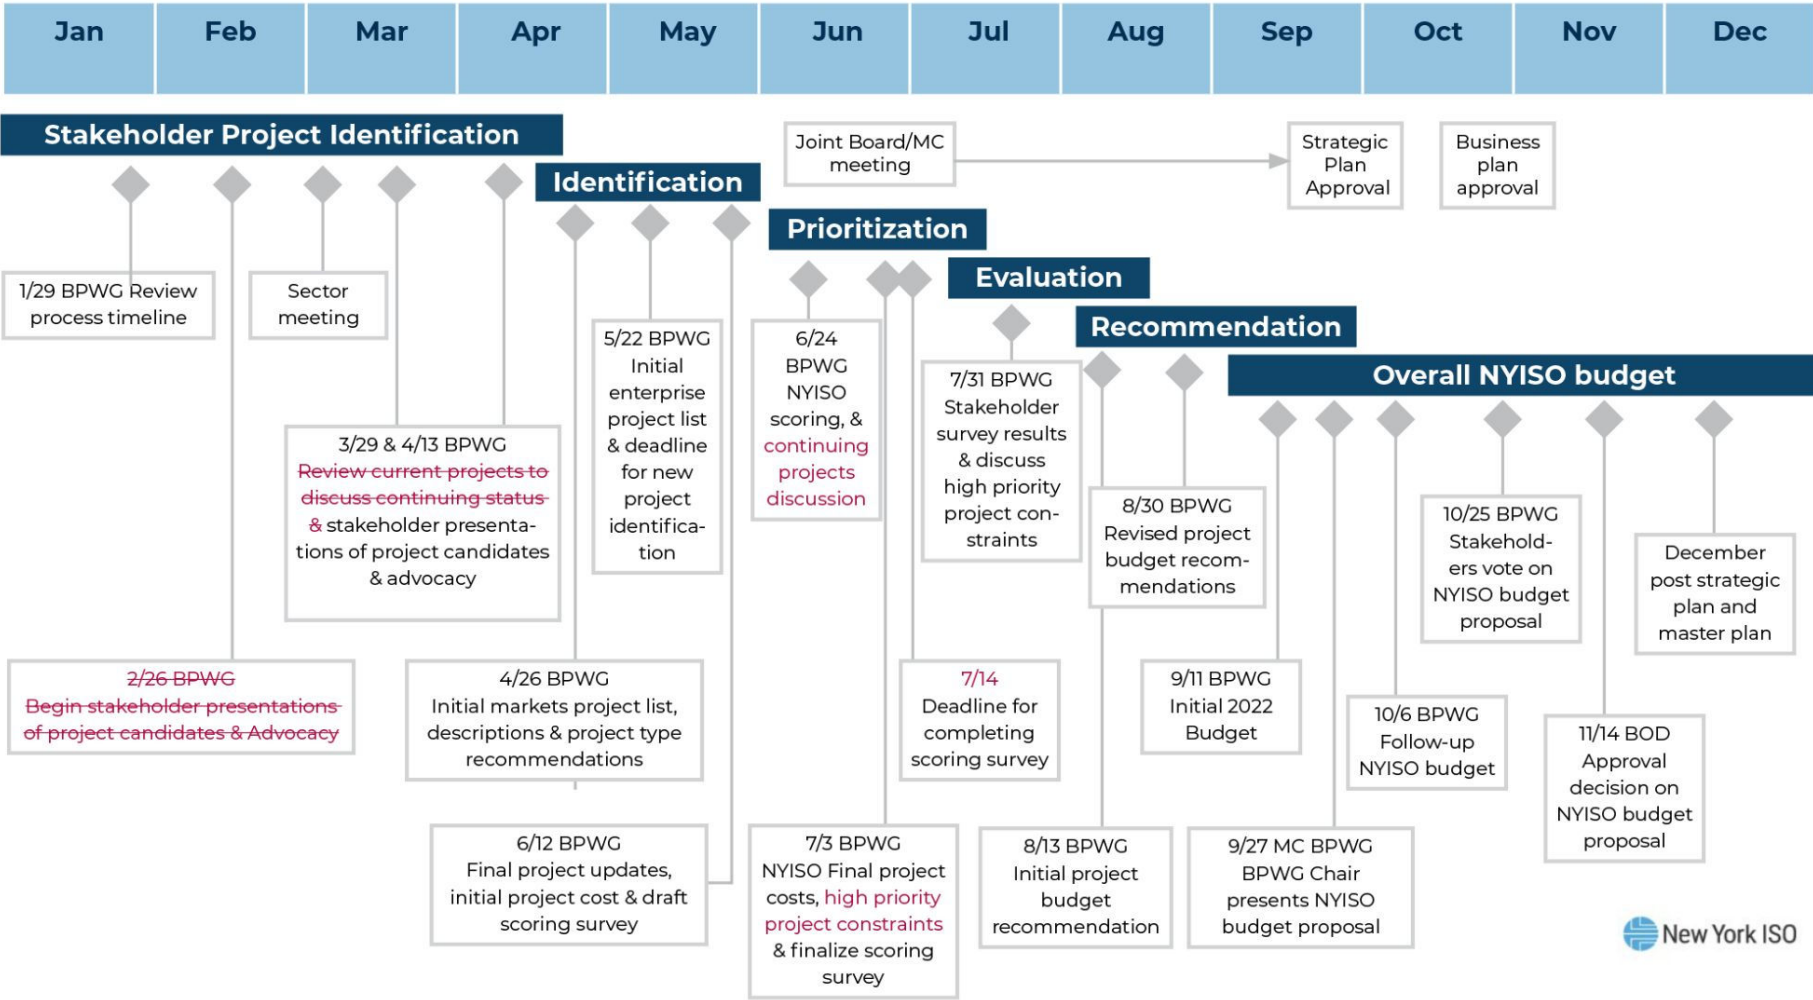 Jan Feb Mar Apr May Jun Jul Aug Sep Oct Nov Dec
Stakeholder Project Identification
Identification
Prioritization
Evaluation
Recommendation
Overall NYISO budget
Joint Board/MC
meeting
Strategic
Plan
Approval
Business
plan
approval
1/29 BPWG Review
process timeline
Sector
meeting
3/29 & 4/13 BPWG
Review current projects to
discuss continuing status
& stakeholder presenta-
tions of project candidates
& advocacy
2/26 BPWG
Begin stakeholder presentations
of project candidates & Advocacy
5/22 BPWG
Initial
enterprise
project list
& deadline
for new
project
identifica-
tion
4/26 BPWG
Initial markets project list,
descriptions & project type
recommendations
6/12 BPWG
Final project updates,
initial project cost & draft
scoring survey
6/24
BPWG
NYISO
scoring, &
continuing
projects
discussion
7/3 BPWG
NYISO Final project
costs, high priority
project constraints
& finalize scoring
survey
7/14
Deadline for
completing
scoring survey
7/31 BPWG
Stakeholder
survey results
& discuss
high priority
project con-
straints
8/30 BPWG
Revised project
budget recom-
mendations
8/13 BPWG
Initial project
budget
recommendation
9/11 BPWG
Initial 2022
Budget
9/27 MC BPWG
BPWG Chair
presents NYISO
budget proposal
10/6 BPWG
Follow-up
NYISO budget
10/25 BPWG
Stakehold-
ers vote on
NYISO budget
proposal
11/14 BOD
Approval
decision on
NYISO budget
proposal
December
post strategic
plan and
master plan
New York ISO